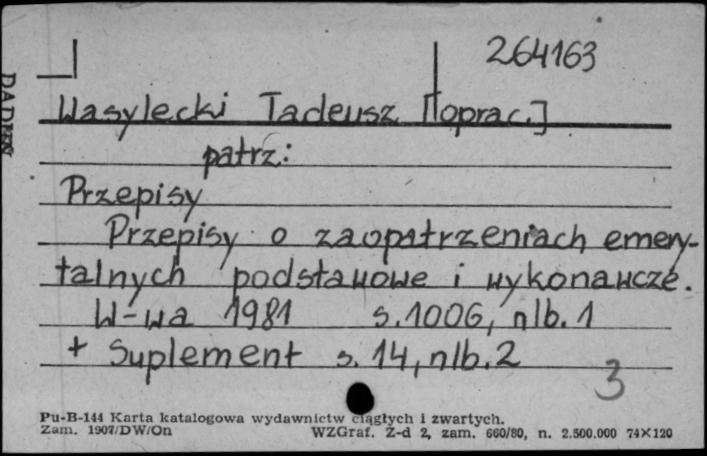 264163
Wasylecki Tadeusz [oprac.]
patrz:
Przepisy
Przepisy o zaopatrzeniach emery-
talnych podstawowe i wykonawcze.
W-wa 1981 s. 1006, nlb. 1
+ Suplement s. 14, nlb. 2
3
Pu-B-144 Karta katalogowa wydawnictw ciągłych i zwartych.
Zam. 1907/DW/On WZGraf. Z-d 2, zam. 660/80, n. 2.500.000 74×120